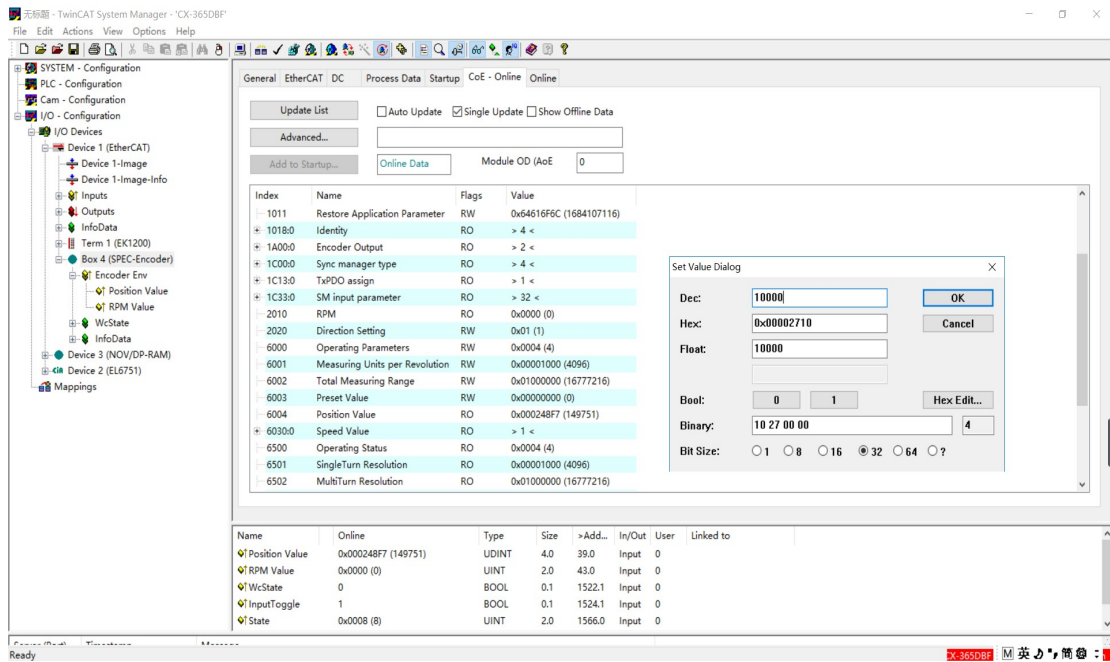 无标题 - TwinCAT System Manager - 'CX-365DBF'
File Edit Actions View Options Help
SYSTEM - Configuration
PLC - Configuration
Cam - Configuration
I/O - Configuration
I/O Devices
Device 1 (EtherCAT)
Device 1-Image
Device 1-Image-Info
Inputs
Outputs
InfoData
Term 1 (EK1200)
Box 4 (SPEC-Encoder)
Encoder Env
Position Value
RPM Value
WcState
InfoData
Device 3 (NOV/DP-RAM)
Device 2 (EL6751)
Mappings
General EtherCAT DC Process Data Startup CoE - Online Online
Update List Auto Update Single Update Show Offline Data
Advanced...
Add to Startup... Online Data Module OD (AoE 0
Index Name Flags Value
1011 Restore Application Parameter RW 0x64616F6C (1684107116)
1018:0 Identity RO > 4 <
1A00:0 Encoder Output RO > 2 <
1C00:0 Sync manager type RO > 4 <
1C13:0 TxPDO assign RO > 1 <
1C33:0 SM input parameter RO > 32 <
2010 RPM RO 0x0000 (0)
2020 Direction Setting RW 0x01 (1)
6000 Operating Parameters RW 0x0004 (4)
6001 Measuring Units per Revolution RW 0x00001000 (4096)
6002 Total Measuring Range RW 0x01000000 (16777216)
6003 Preset Value RW 0x00000000 (0)
6004 Position Value RO 0x000248F7 (149751)
6030:0 Speed Value RO > 1 <
6500 Operating Status RO 0x0004 (4)
6501 SingleTurn Resolution RO 0x00001000 (4096)
6502 MultiTurn Resolution RO 0x01000000 (16777216)
Set Value Dialog
Dec: 10000 OK
Hex: 0x00002710 Cancel
Float: 10000
Bool: 0 1 Hex Edit...
Binary: 10 27 00 00 4
Bit Size: 1 8 16 32 64 ?
Name Online Type Size >Add... In/Out User Linked to
Position Value 0x000248F7 (149751) UDINT 4.0 39.0 Input 0
RPM Value 0x0000 (0) UINT 2.0 43.0 Input 0
WcState 0 BOOL 0.1 1522.1 Input 0
InputToggle 1 BOOL 0.1 1524.1 Input 0
State 0x0008 (8) UINT 2.0 1566.0 Input 0
Server (Port) Timestamp Message
Ready CX-365DBF M 英 简